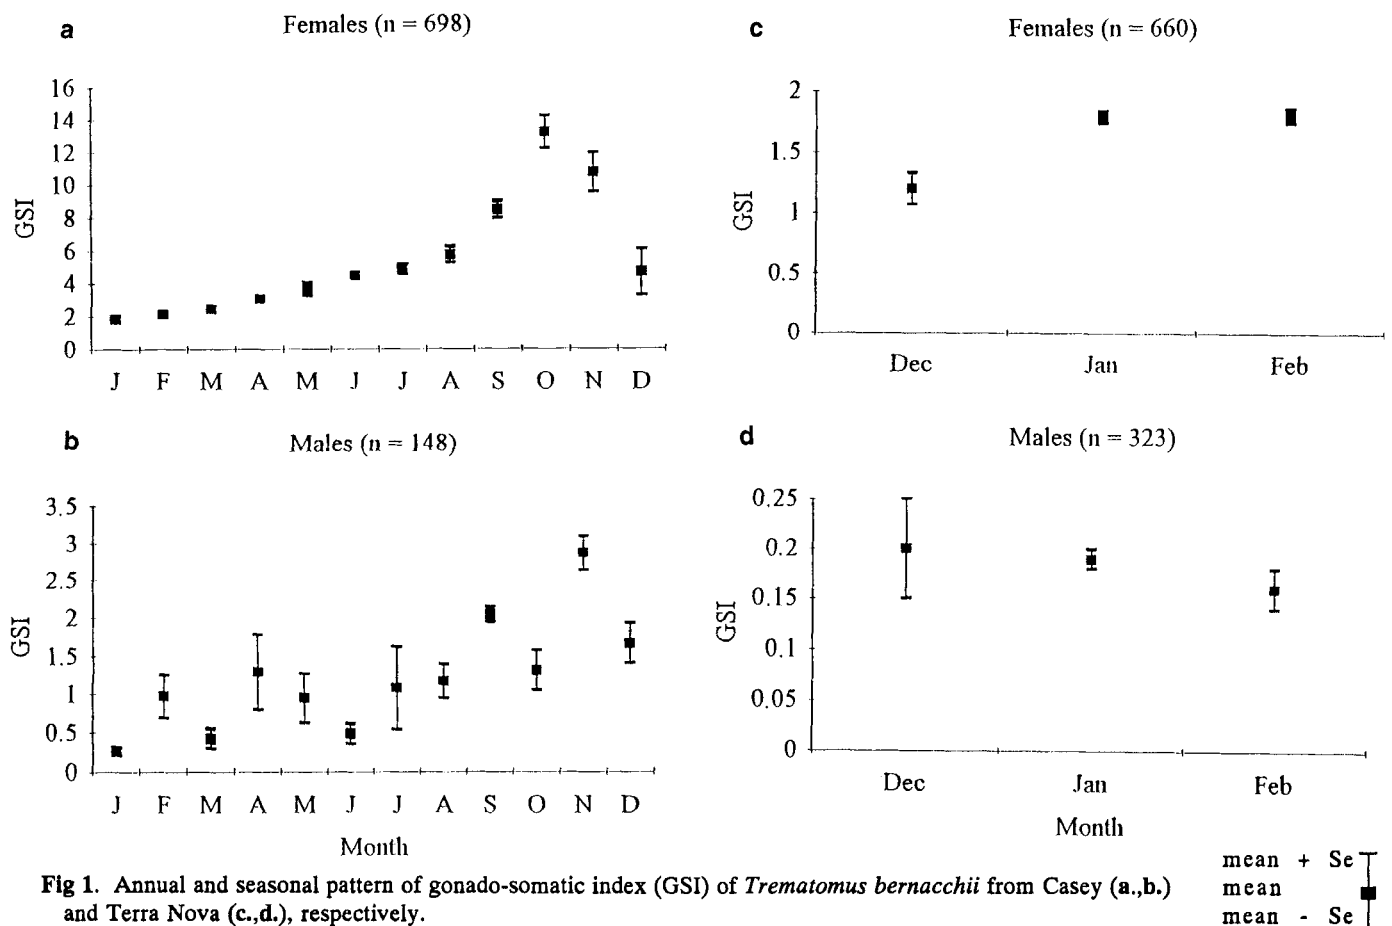 a
Females (n = 698)
16
14
12
10
8
6
4
2
0
GSI
J F M A M J J A S O N D
b
Males (n = 148)
3.5
3
2.5
2
1.5
1
0.5
0
GSI
J F M A M J J A S O N D
Month
c
Females (n = 660)
2
1.5
1
0.5
0
GSI
Dec Jan Feb
d
Males (n = 323)
0.25
0.2
0.15
0.1
0.05
0
GSI
Dec Jan Feb
Month
mean + Se
mean
mean - Se
Fig 1. Annual and seasonal pattern of gonado-somatic index (GSI) of Trematomus bernacchii from Casey (a.,b.)
and Terra Nova (c.,d.), respectively.